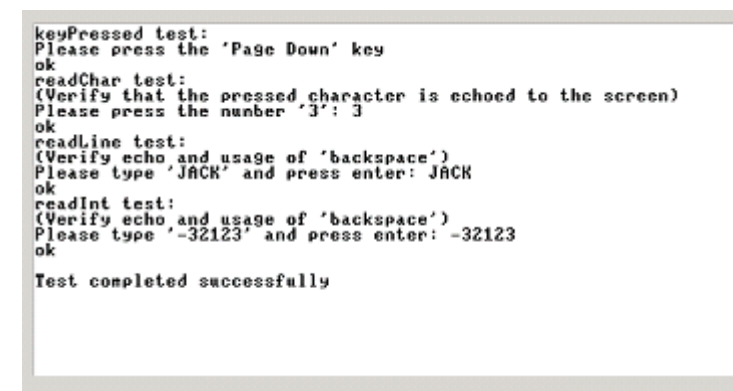 keyPressed test:
Please press the 'Page Down' key
ok
readChar test:
(Verify that the pressed character is echoed to the screen)
Please press the number '3': 3
ok
readLine test:
(Verify echo and usage of 'backspace')
Please type 'JACK' and press enter: JACK
ok
readInt test:
(Verify echo and usage of 'backspace')
Please type '-32123' and press enter: -32123
ok
Test completed successfully